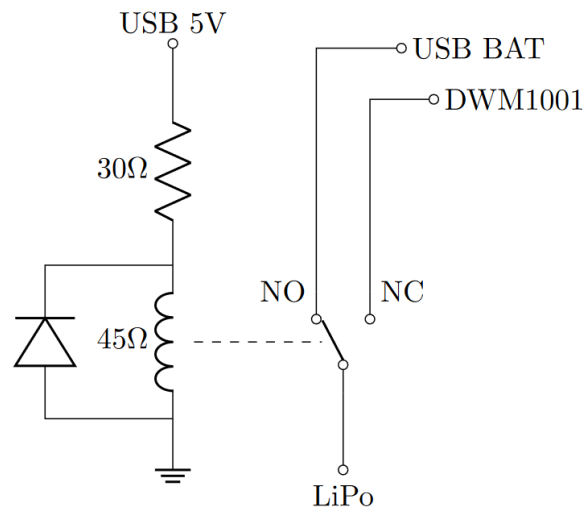 USB 5V
USB BAT
DWM1001
30Ω
NO
NC
45Ω
LiPo